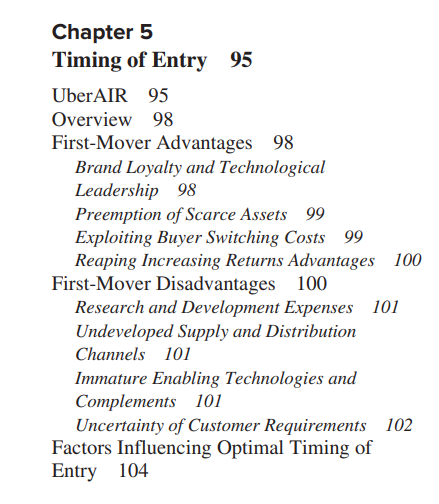 Chapter 5
Timing of Entry 95
UberAIR 95
Overview 98
First-Mover Advantages 98
Brand Loyalty and Technological
Leadership 98
Preemption of Scarce Assets 99
Exploiting Buyer Switching Costs 99
Reaping Increasing Returns Advantages 100
First-Mover Disadvantages 100
Research and Development Expenses 101
Undeveloped Supply and Distribution
Channels 101
Immature Enabling Technologies and
Complements 101
Uncertainty of Customer Requirements 102
Factors Influencing Optimal Timing of
Entry 104